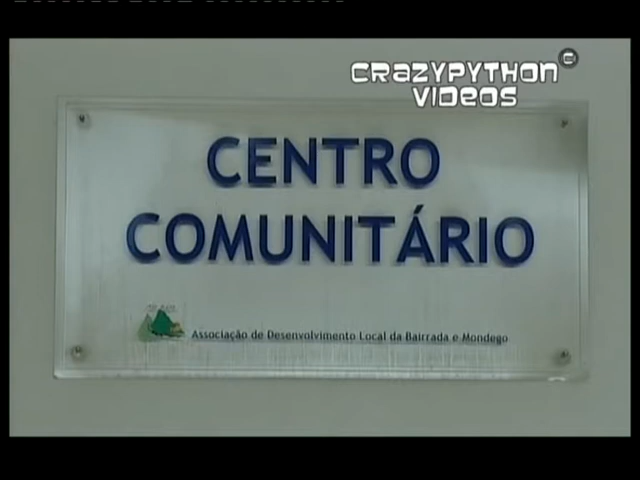 CRAZYPYTHON
VIDEOS
CENTRO
COMUNITÁRIO
Associação de Desenvolvimento Local da Bairrada e Mondego